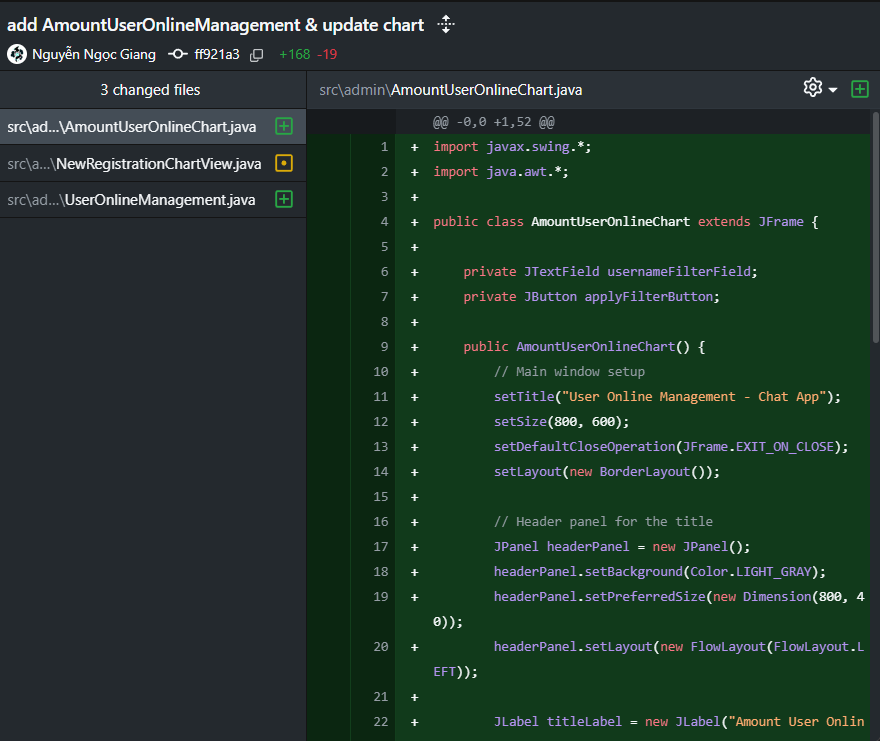 add AmountUserOnlineManagement & update chart
Nguyễn Ngọc Giang ff921a3 +168 -19
3 changed files
src\admin\AmountUserOnlineChart.java
src\ad...\AmountUserOnlineChart.java
src\a...\NewRegistrationChartView.java
src\ad...\UserOnlineManagement.java
@@ -0,0 +1,52 @@
1 + import javax.swing.*;
2 + import java.awt.*;
3 +
4 + public class AmountUserOnlineChart extends JFrame {
5 +
6 + private JTextField usernameFilterField;
7 + private JButton applyFilterButton;
8 +
9 + public AmountUserOnlineChart() {
10 + // Main window setup
11 + setTitle("User Online Management - Chat App");
12 + setSize(800, 600);
13 + setDefaultCloseOperation(JFrame.EXIT_ON_CLOSE);
14 + setLayout(new BorderLayout());
15 +
16 + // Header panel for the title
17 + JPanel headerPanel = new JPanel();
18 + headerPanel.setBackground(Color.LIGHT_GRAY);
19 + headerPanel.setPreferredSize(new Dimension(800, 4
0));
20 + headerPanel.setLayout(new FlowLayout(FlowLayout.L
EFT));
21 +
22 + JLabel titleLabel = new JLabel("Amount User Onlin